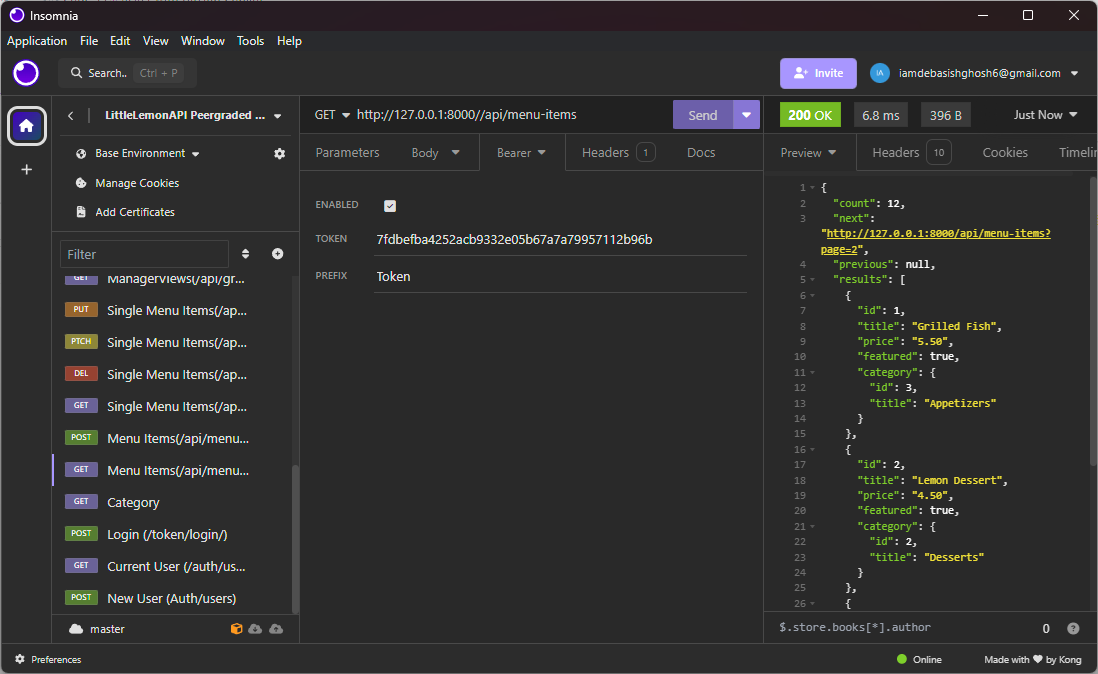 Insomnia
Application File Edit View Window Tools Help
Search.. Ctrl + P
Invite
IA
iamdebasishghosh6@gmail.com
LittleLemonAPI Peergraded ...
Base Environment
Manage Cookies
Add Certificates
Filter
GET ManagerViews(/api/gr...
PUT Single Menu Items(/ap...
PTCH Single Menu Items(/ap...
DEL Single Menu Items(/ap...
GET Single Menu Items(/ap...
POST Menu Items(/api/menu...
GET Menu Items(/api/menu...
GET Category
POST Login (/token/login/)
GET Current User (/auth/us...
POST New User (Auth/users)
master
GET http://127.0.0.1:8000//api/menu-items Send
Parameters Body Bearer Headers 1 Docs
ENABLED
TOKEN 7fdbefba4252acb9332e05b67a7a79957112b96b
PREFIX Token
200 OK 6.8 ms 396 B Just Now
Preview Headers 10 Cookies Timelin
1 {
2 "count": 12,
3 "next":
"http://127.0.0.1:8000/api/menu-items?
page=2",
4 "previous": null,
5 "results": [
6 {
7 "id": 1,
8 "title": "Grilled Fish",
9 "price": "5.50",
10 "featured": true,
11 "category": {
12 "id": 3,
13 "title": "Appetizers"
14 }
15 },
16 {
17 "id": 2,
18 "title": "Lemon Dessert",
19 "price": "4.50",
20 "featured": true,
21 "category": {
22 "id": 2,
23 "title": "Desserts"
24 }
25 },
26 {
$.store.books[*].author 0 ?
Preferences
Online
Made with ♥ by Kong